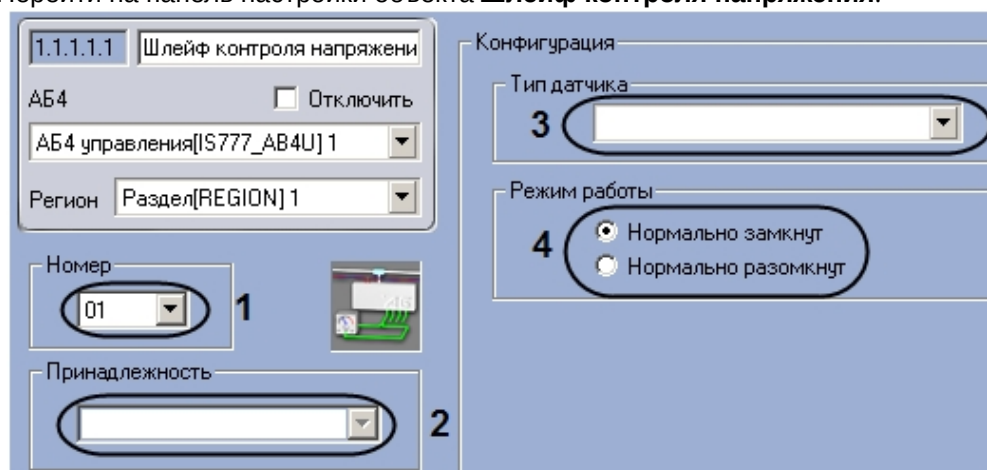 Перейти на панель настройки объекта Шлейф контроля напряжения.
1.1.1.1.1 Шлейф контроля напряжени
АБ4 Отключить
АБ4 управления[IS777_AB4U] 1
Регион Раздел[REGION] 1
Номер
01 1
Принадлежность
2
Конфигурация
Тип датчика
3
Режим работы
4
Нормально замкнут
Нормально разомкнут